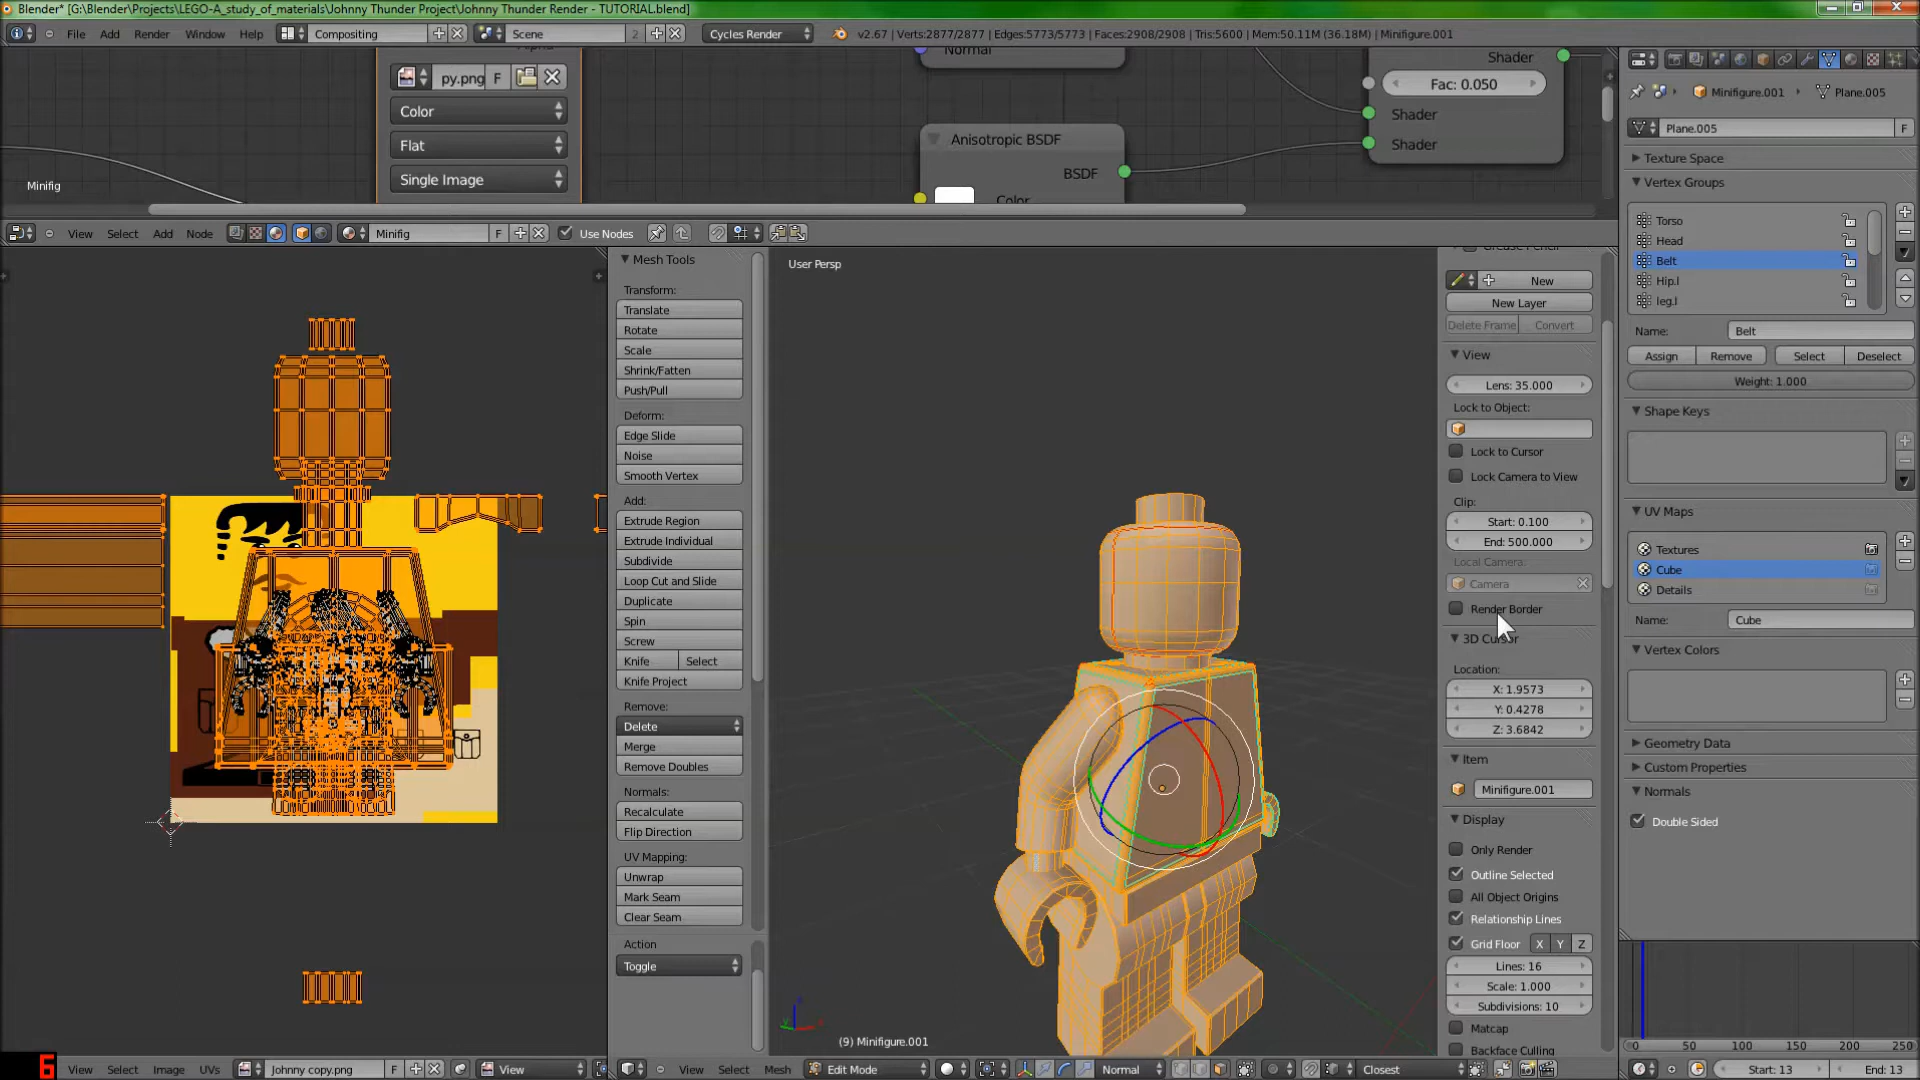 Blender* [G:\Blender\Projects\LEGO-A_study_of_materials\Johnny Thunder Project\Johnny Thunder Render - TUTORIAL.blend]
File Add Render Window Help Compositing Scene 2 Cycles Render v2.67 | Verts:2877/2877 | Edges:5773/5773 | Faces:2908/2908 | Tris:5600 | Mem:50.11M (36.18M) | Minifigure.001
Alpha
py.png F
Color
Flat
Single Image
Minifig
Normal
Anisotropic BSDF
BSDF
Color
Shader
Fac: 0.050
Shader
Shader
View Select Add Node Minifig F Use Nodes
Mesh Tools
Transform:
Translate
Rotate
Scale
Shrink/Fatten
Push/Pull
Deform:
Edge Slide
Noise
Smooth Vertex
Add:
Extrude Region
Extrude Individual
Subdivide
Loop Cut and Slide
Duplicate
Spin
Screw
Knife Select
Knife Project
Remove:
Delete
Merge
Remove Doubles
Normals:
Recalculate
Flip Direction
UV Mapping:
Unwrap
Mark Seam
Clear Seam
Action
Toggle
User Persp
(9) Minifigure.001
Grease Pencil
New
New Layer
Delete Frame Convert
View
Lens: 35.000
Lock to Object:
Lock to Cursor
Lock Camera to View
Clip:
Start: 0.100
End: 500.000
Local Camera:
Camera
Render Border
3D Cursor
Location:
X: 1.9573
Y: 0.4278
Z: 3.6842
Item
Minifigure.001
Display
Only Render
Outline Selected
All Object Origins
Relationship Lines
Grid Floor X Y Z
Lines: 16
Scale: 1.000
Subdivisions: 10
Matcap
Backface Culling
Minifigure.001 Plane.005
Plane.005 F
Texture Space
Vertex Groups
Torso
Head
Belt
Hip.l
leg.l
Name: Belt
Assign Remove Select Deselect
Weight: 1.000
Shape Keys
UV Maps
Textures
Cube
Details
Name: Cube
Vertex Colors
Geometry Data
Custom Properties
Normals
Double Sided
0 50 100 150 200 250
6 View Select Image UVs Johnny copy.png F View
View Select Mesh Edit Mode Normal Closest
Start: 13 End: 13